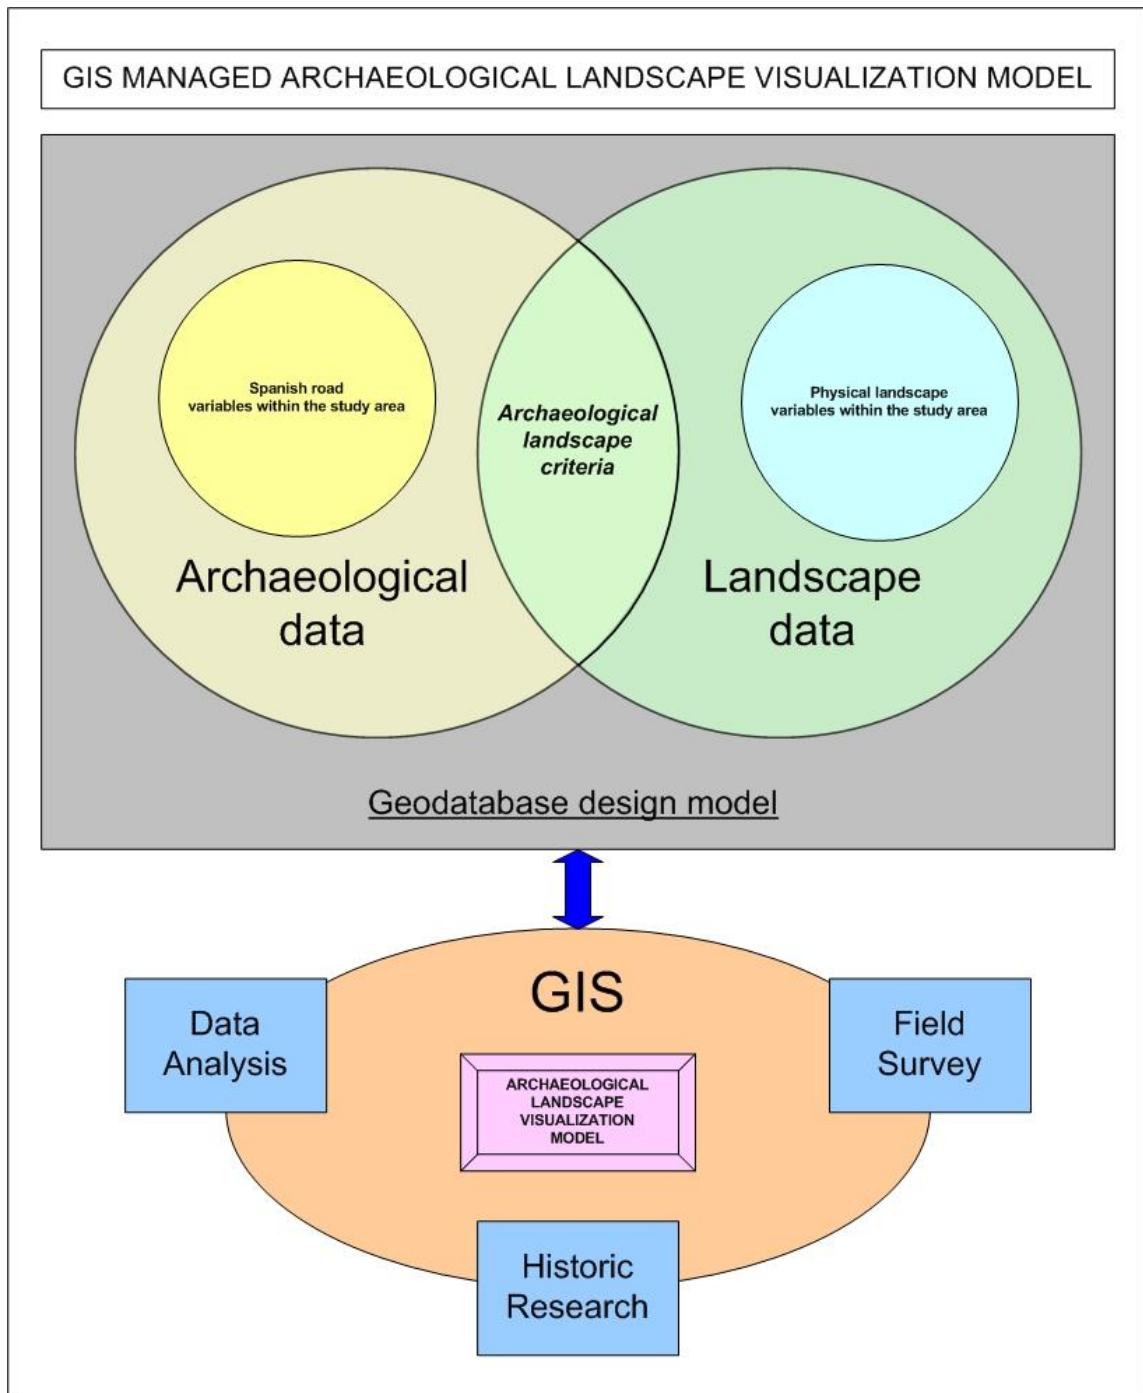 GIS MANAGED ARCHAEOLOGICAL LANDSCAPE VISUALIZATION MODEL
Spanish road
variables within the study area
Archaeological
landscape
criteria
Physical landscape
variables within the study area
Archaeological
data
Landscape
data
Geodatabase design model
GIS
Data
Analysis
Field
Survey
ARCHAEOLOGICAL
LANDSCAPE
VISUALIZATION
MODEL
Historic
Research